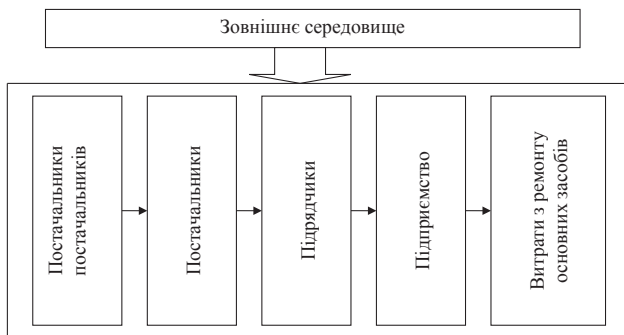 Зовнішнє середовище
Постачальники
постачальників
Постачальники
Підрядчики
Підприємство
Витрати з ремонту
основних засобів